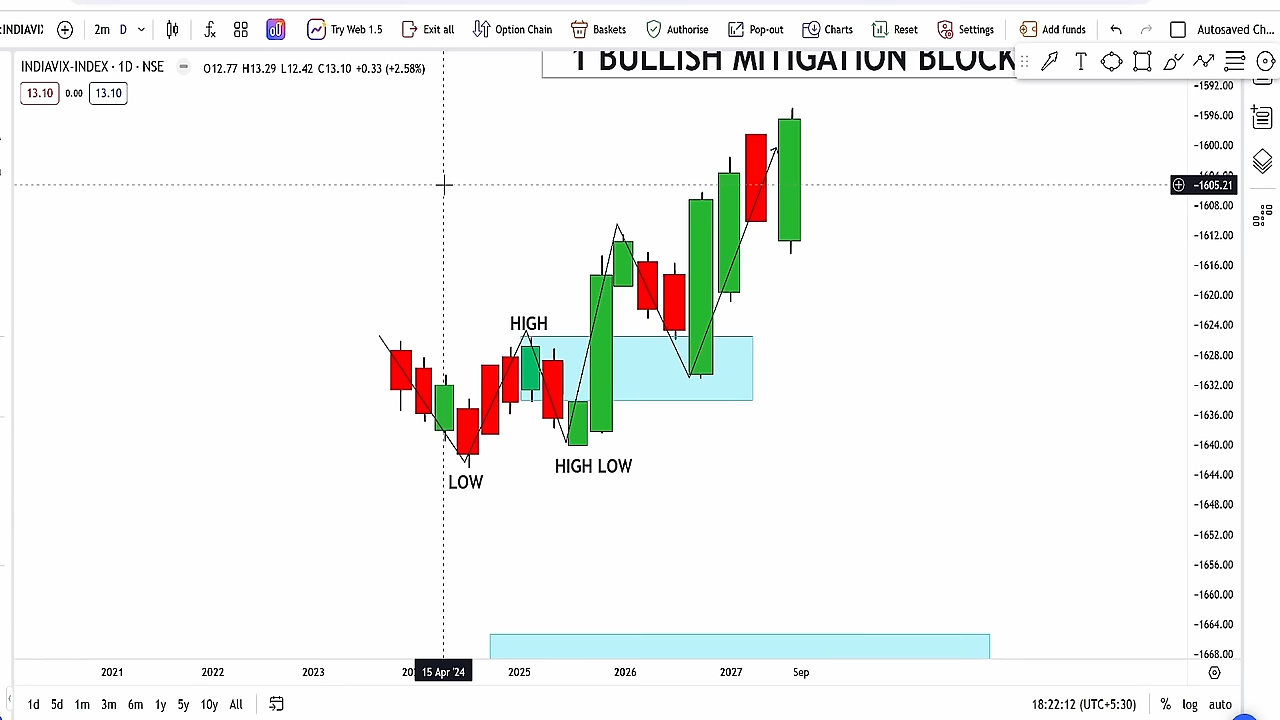 :INDIAVIX 2m D Try Web 1.5 Exit all Option Chain Baskets Authorise Pop-out Charts Reset Settings Add funds Autosaved Ch...
1 BULLISH MITIGATION BLOCK
INDIAVIX-INDEX · 1D · NSE O12.77 H13.29 L12.42 C13.10 +0.33 (+2.58%)
13.10 0.00 13.10
-1592.00
-1596.00
-1600.00
-1605.21
-1608.00
-1612.00
-1616.00
-1620.00
HIGH
-1624.00
-1628.00
-1632.00
-1636.00
-1640.00
HIGH LOW
LOW
-1644.00
-1648.00
-1652.00
-1656.00
-1660.00
-1664.00
-1668.00
2021 2022 2023 15 Apr '24 2025 2026 2027 Sep
1d 5d 1m 3m 6m 1y 5y 10y All 18:22:12 (UTC+5:30) % log auto